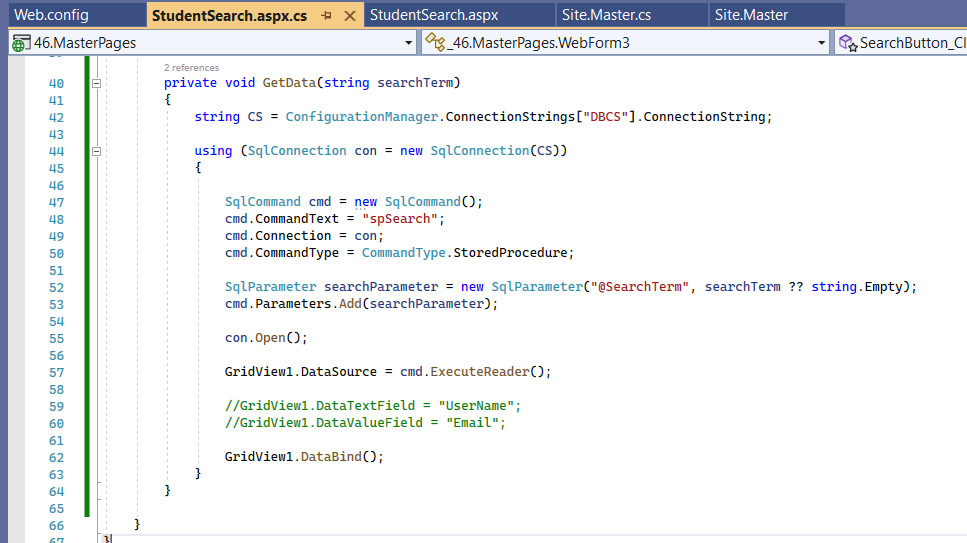 Web.config StudentSearch.aspx.cs StudentSearch.aspx Site.Master.cs Site.Master
46.MasterPages _46.MasterPages.WebForm3 SearchButton_Cl
2 references
40 private void GetData(string searchTerm)
41 {
42 string CS = ConfigurationManager.ConnectionStrings["DBCS"].ConnectionString;
43
44 using (SqlConnection con = new SqlConnection(CS))
45 {
46
47 SqlCommand cmd = new SqlCommand();
48 cmd.CommandText = "spSearch";
49 cmd.Connection = con;
50 cmd.CommandType = CommandType.StoredProcedure;
51
52 SqlParameter searchParameter = new SqlParameter("@SearchTerm", searchTerm ?? string.Empty);
53 cmd.Parameters.Add(searchParameter);
54
55 con.Open();
56
57 GridView1.DataSource = cmd.ExecuteReader();
58
59 //GridView1.DataTextField = "UserName";
60 //GridView1.DataValueField = "Email";
61
62 GridView1.DataBind();
63 }
64 }
65
66 }
67 }